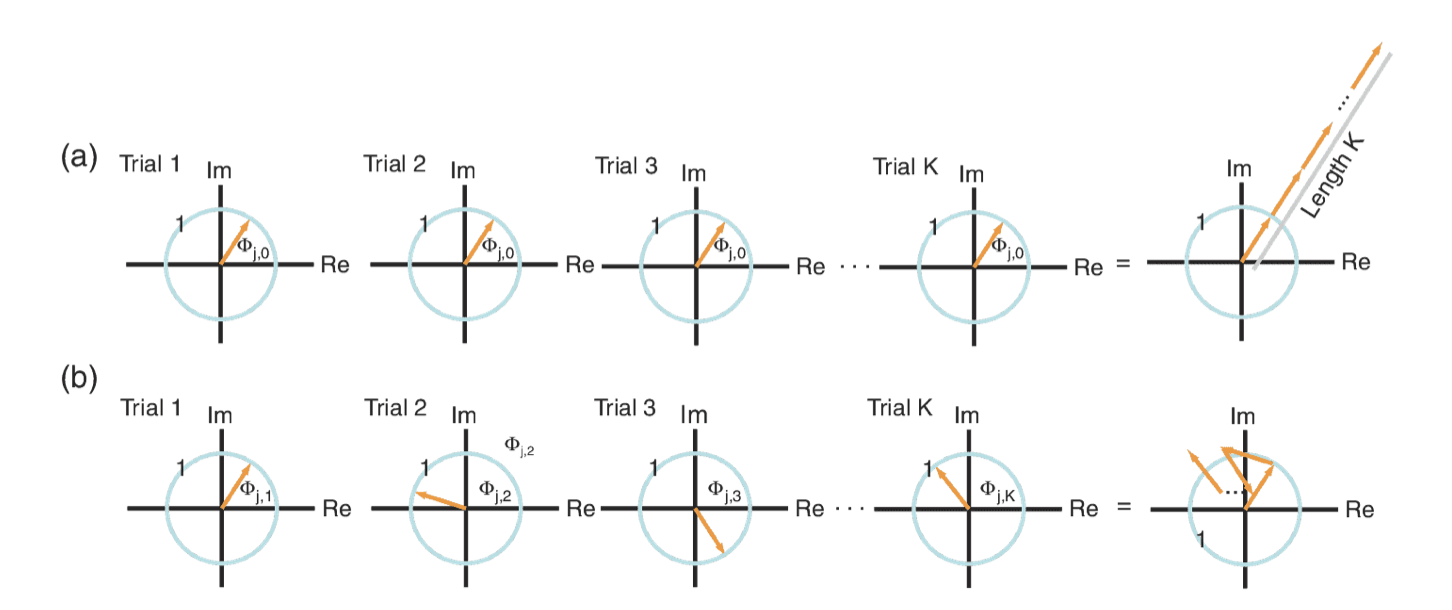 (a) Trial 1 Im Trial 2 Im Trial 3 Im Trial K Im Im
1 1 1 1 1
Φj,0 Φj,0 Φj,0 Φj,0 Length K
Re Re Re ... Re = Re
...
(b) Trial 1 Im Trial 2 Im Φj,2 Trial 3 Im Trial K Im Im
1 1 1 1
Φj,1 Φj,2 Φj,3 Φj,K ...
Re Re Re ... Re = Re
1